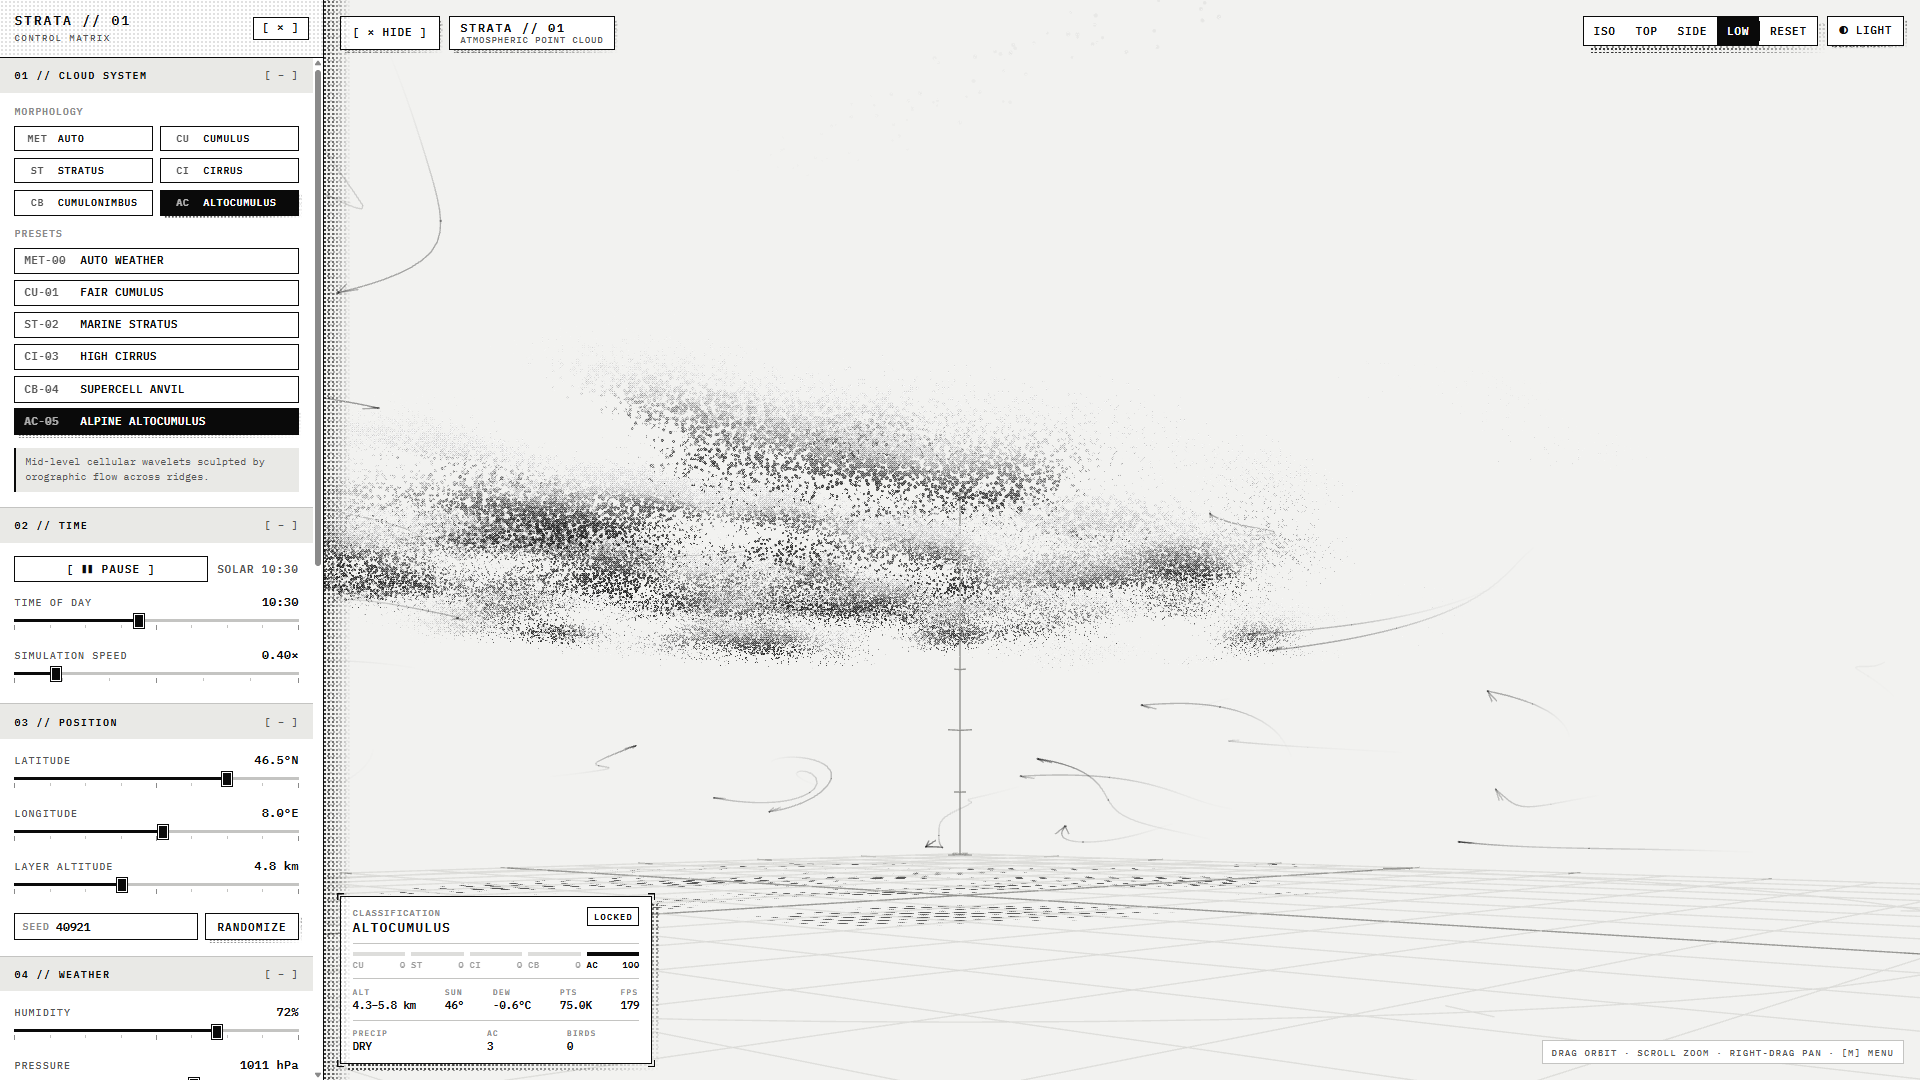 STRATA // 01
CONTROL MATRIX
[ × ]
01 // CLOUD SYSTEM [ − ]
MORPHOLOGY
MET AUTO
CU CUMULUS
ST STRATUS
CI CIRRUS
CB CUMULONIMBUS
AC ALTOCUMULUS
PRESETS
MET-00 AUTO WEATHER
CU-01 FAIR CUMULUS
ST-02 MARINE STRATUS
CI-03 HIGH CIRRUS
CB-04 SUPERCELL ANVIL
AC-05 ALPINE ALTOCUMULUS
Mid-level cellular wavelets sculpted by
orographic flow across ridges.
02 // TIME [ − ]
[ ▮▮ PAUSE ] SOLAR 10:30
TIME OF DAY 10:30
SIMULATION SPEED 0.40×
03 // POSITION [ − ]
LATITUDE 46.5°N
LONGITUDE 8.0°E
LAYER ALTITUDE 4.8 km
SEED 40921 RANDOMIZE
04 // WEATHER [ − ]
HUMIDITY 72%
PRESSURE 1011 hPa
[ × HIDE ]
STRATA // 01
ATMOSPHERIC POINT CLOUD
ISO TOP SIDE LOW RESET
◐ LIGHT
CLASSIFICATION
ALTOCUMULUS
LOCKED
CU 0 ST 0 CI 0 CB 0 AC 100
ALT SUN DEW PTS FPS
4.3–5.8 km 46° -0.6°C 75.0K 179
PRECIP AC BIRDS
DRY 3 0
DRAG ORBIT · SCROLL ZOOM · RIGHT-DRAG PAN · [M] MENU